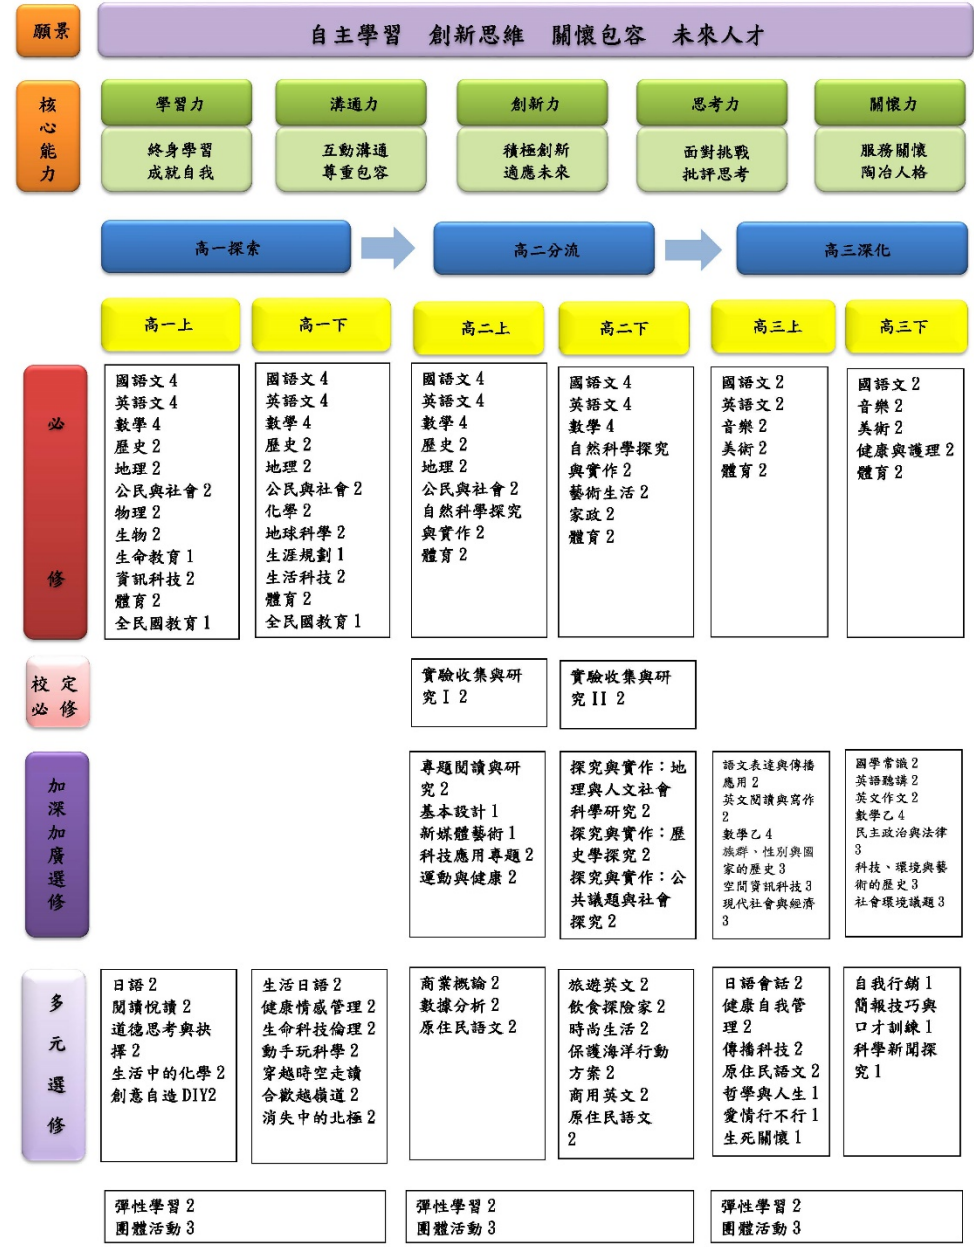 願景
自主學習 創新思維 關懷包容 未來人才
核
心
能
力
學習力
溝通力
創新力
思考力
關懷力
終身學習
成就自我
互動溝通
尊重包容
積極創新
適應未來
面對挑戰
批評思考
服務關懷
陶冶人格
高一探索
高二分流
高三深化
高一上
高一下
高二上
高二下
高三上
高三下
必
修
國語文 4
英語文 4
數學 4
歷史 2
地理 2
公民與社會 2
物理 2
生物 2
生命教育 1
資訊科技 2
體育 2
全民國教育 1
國語文 4
英語文 4
數學 4
歷史 2
地理 2
公民與社會 2
化學 2
地球科學 2
生涯規劃 1
生活科技 2
體育 2
全民國教育 1
國語文 4
英語文 4
數學 4
歷史 2
地理 2
公民與社會 2
自然科學探究
與實作 2
體育 2
國語文 4
英語文 4
數學 4
自然科學探究
與實作 2
藝術生活 2
家政 2
體育 2
國語文 2
英語文 2
音樂 2
美術 2
體育 2
國語文 2
音樂 2
美術 2
健康與護理 2
體育 2
校 定
必 修
實驗收集與研
究 I 2
實驗收集與研
究 II 2
加
深
加
廣
選
修
專題閱讀與研
究 2
基本設計 1
新媒體藝術 1
科技應用專題 2
運動與健康 2
探究與實作：地
理與人文社會
科學研究 2
探究與實作：歷
史學探究 2
探究與實作：公
共議題與社會
探究 2
語文表達與傳播
應用 2
英文閱讀與寫作
2
數學乙 4
族群、性別與國
家的歷史 3
空間資訊科技 3
現代社會與經濟
3
國學常識 2
英語聽講 2
英文作文 2
數學乙 4
民主政治與法律
3
科技、環境與藝
術的歷史 3
社會環境議題 3
多
元
選
修
日語 2
閱讀悅讀 2
道德思考與抉
擇 2
生活中的化學 2
創意自造 DIY2
生活日語 2
健康情感管理 2
生命科技倫理 2
動手玩科學 2
穿越時空走讀
合歡越嶺道 2
消失中的北極 2
商業概論 2
數據分析 2
原住民語文 2
旅遊英文 2
飲食探險家 2
時尚生活 2
保護海洋行動
方案 2
商用英文 2
原住民語文
2
日語會話 2
健康自我管
理 2
傳播科技 2
原住民語文 2
哲學與人生 1
愛情行不行 1
生死關懷 1
自我行銷 1
簡報技巧與
口才訓練 1
科學新聞探
究 1
彈性學習 2
團體活動 3
彈性學習 2
團體活動 3
彈性學習 2
團體活動 3